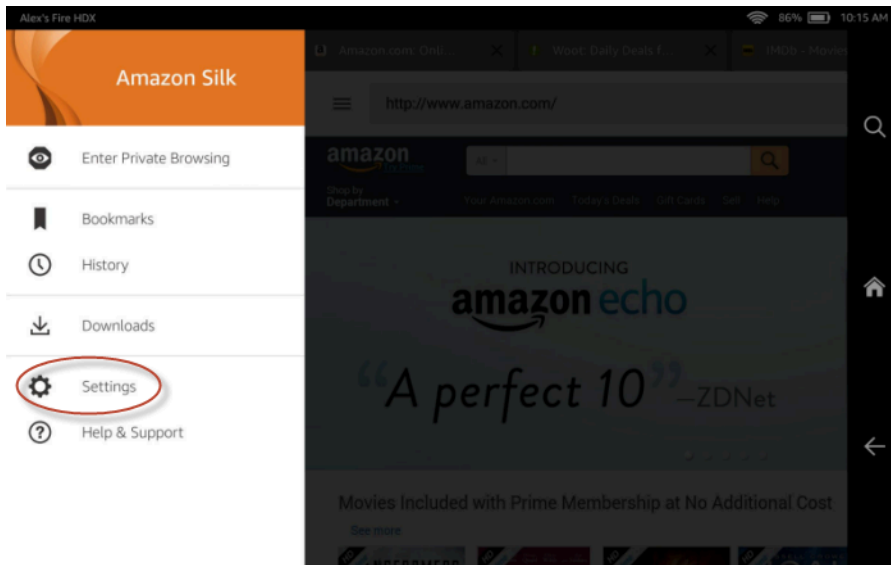 Alex's Fire HDX 86% 10:15 AM
Amazon Silk
Enter Private Browsing
Bookmarks
History
Downloads
Settings
Help & Support
Amazon.com: Onli... Woot: Daily Deals f... IMDb - Movies
http://www.amazon.com/
amazon
All
Shop by
Department Your Amazon.com Today's Deals Gift Cards Sell Help
INTRODUCING
amazon echo
“A perfect 10”—ZDNet
Movies Included with Prime Membership at No Additional Cost
See more